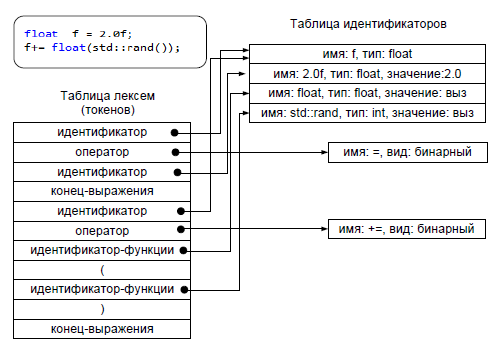 float  f = 2.0f;
f+= float(std::rand());
Таблица идентификаторов
имя: f, тип: float
имя: 2.0f, тип: float, значение:2.0
имя: float, тип: float, значение: выз
имя: std::rand, тип: int, значение: выз
Таблица лексем
(токенов)
идентификатор
оператор
идентификатор
конец-выражения
идентификатор
оператор
идентификатор-функции
(
идентификатор-функции
)
конец-выражения
имя: =, вид: бинарный
имя: +=, вид: бинарный